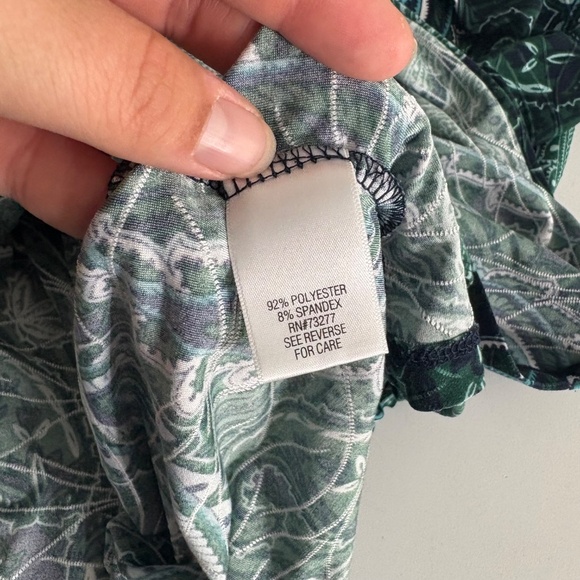 92% POLYESTER
8% SPANDEX
RN#73277
SEE REVERSE
FOR CARE